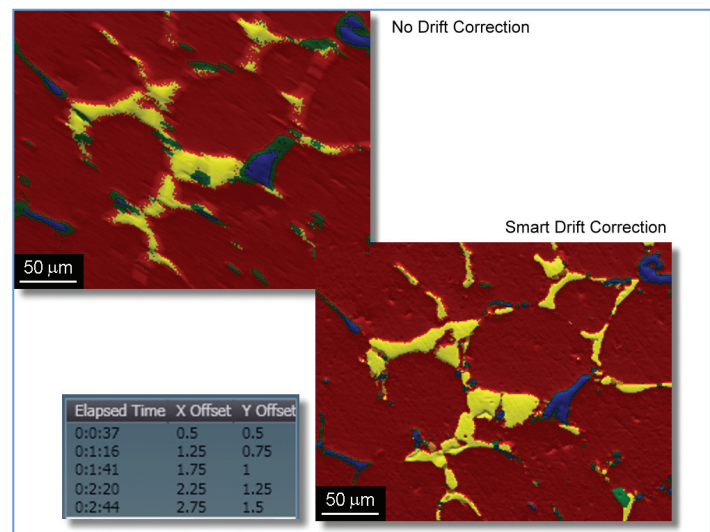 No Drift Correction
50 μm
Smart Drift Correction
50 μm
Elapsed Time X Offset Y Offset
0:0:37 0.5 0.5
0:1:16 1.25 0.75
0:1:41 1.75 1
0:2:20 2.25 1.25
0:2:44 2.75 1.5